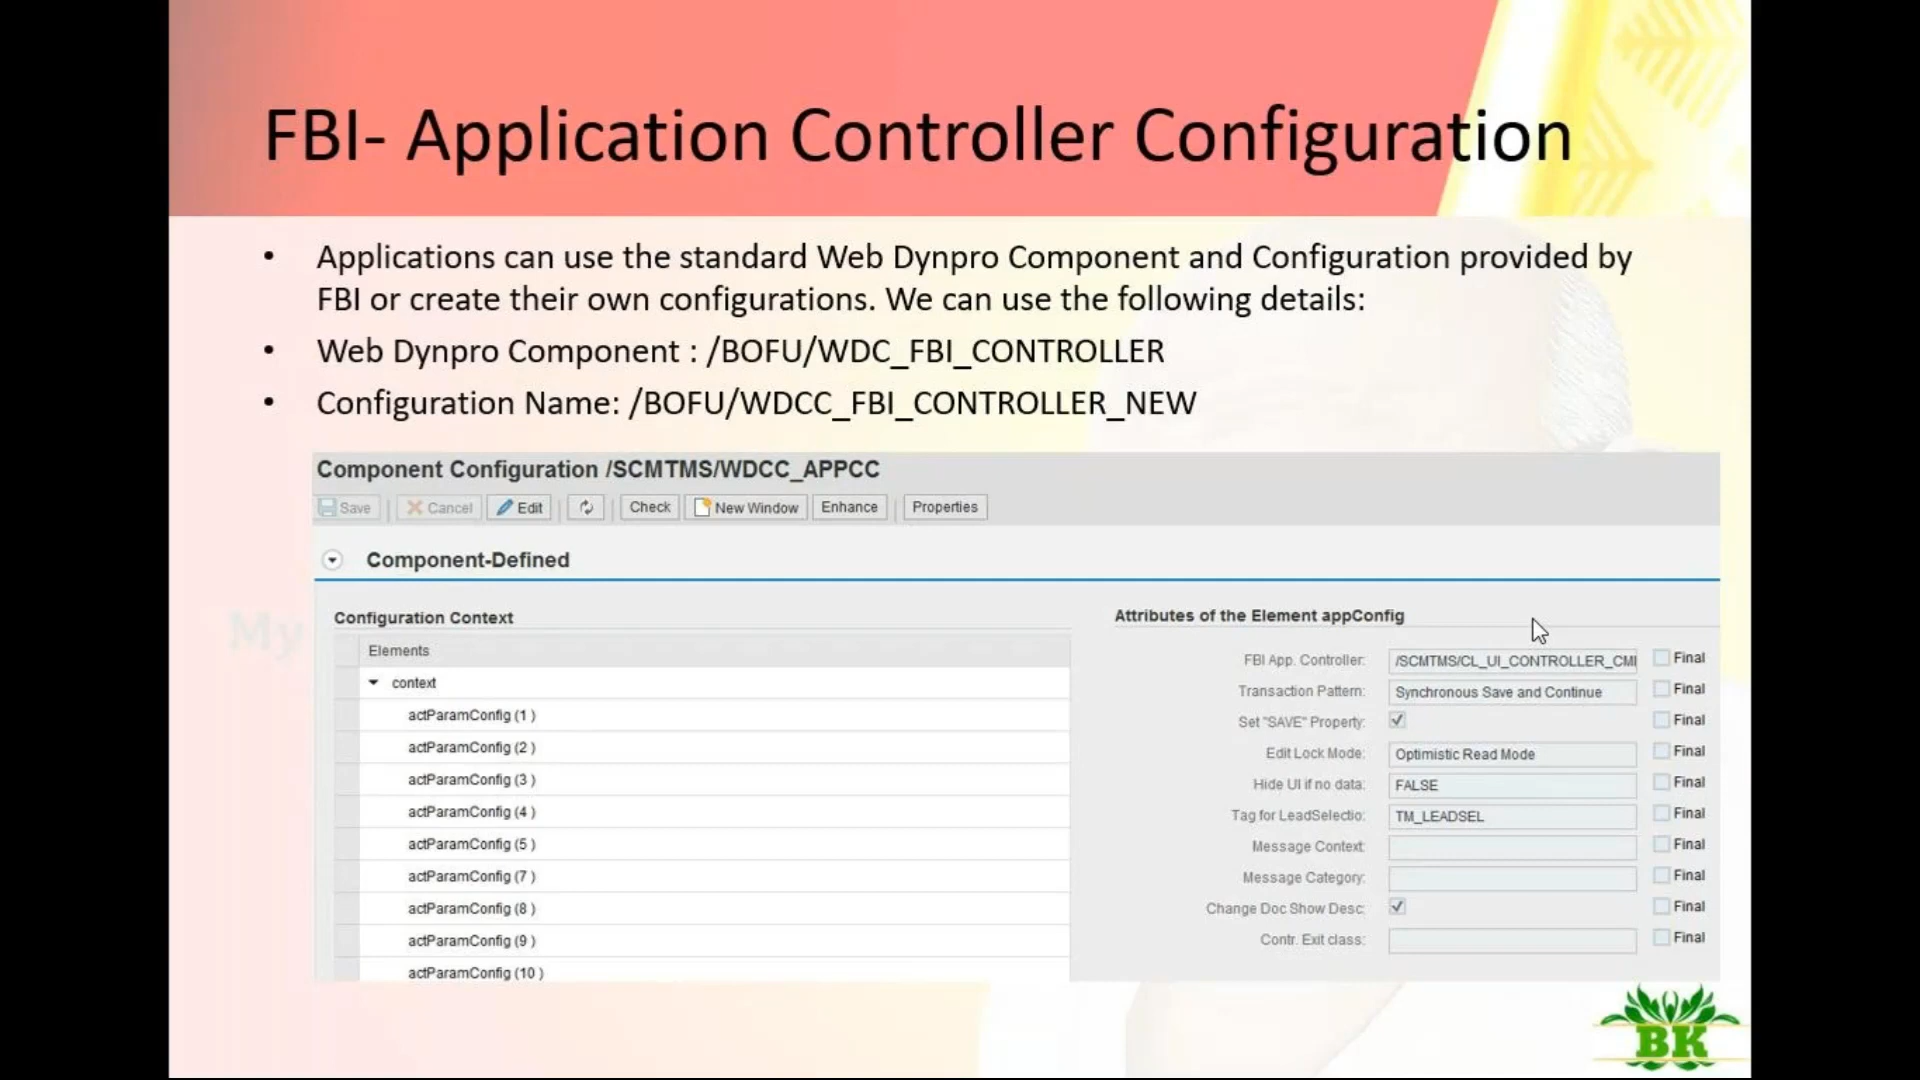 FBI- Application Controller Configuration
• Applications can use the standard Web Dynpro Component and Configuration provided by
FBI or create their own configurations. We can use the following details:
• Web Dynpro Component : /BOFU/WDC_FBI_CONTROLLER
• Configuration Name: /BOFU/WDCC_FBI_CONTROLLER_NEW
Component Configuration /SCMTMS/WDCC_APPCC
Save Cancel Edit Check New Window Enhance Properties
Component-Defined
Configuration Context
Elements
context
actParamConfig (1 )
actParamConfig (2 )
actParamConfig (3 )
actParamConfig (4 )
actParamConfig (5 )
actParamConfig (7 )
actParamConfig (8 )
actParamConfig (9 )
actParamConfig (10 )
Attributes of the Element appConfig
FBI App. Controller: /SCMTMS/CL_UI_CONTROLLER_CMI Final
Transaction Pattern: Synchronous Save and Continue Final
Set "SAVE" Property: Final
Edit Lock Mode: Optimistic Read Mode Final
Hide UI if no data: FALSE Final
Tag for LeadSelectio: TM_LEADSEL Final
Message Context: Final
Message Category: Final
Change Doc Show Desc: Final
Contr. Exit class: Final
My
BK